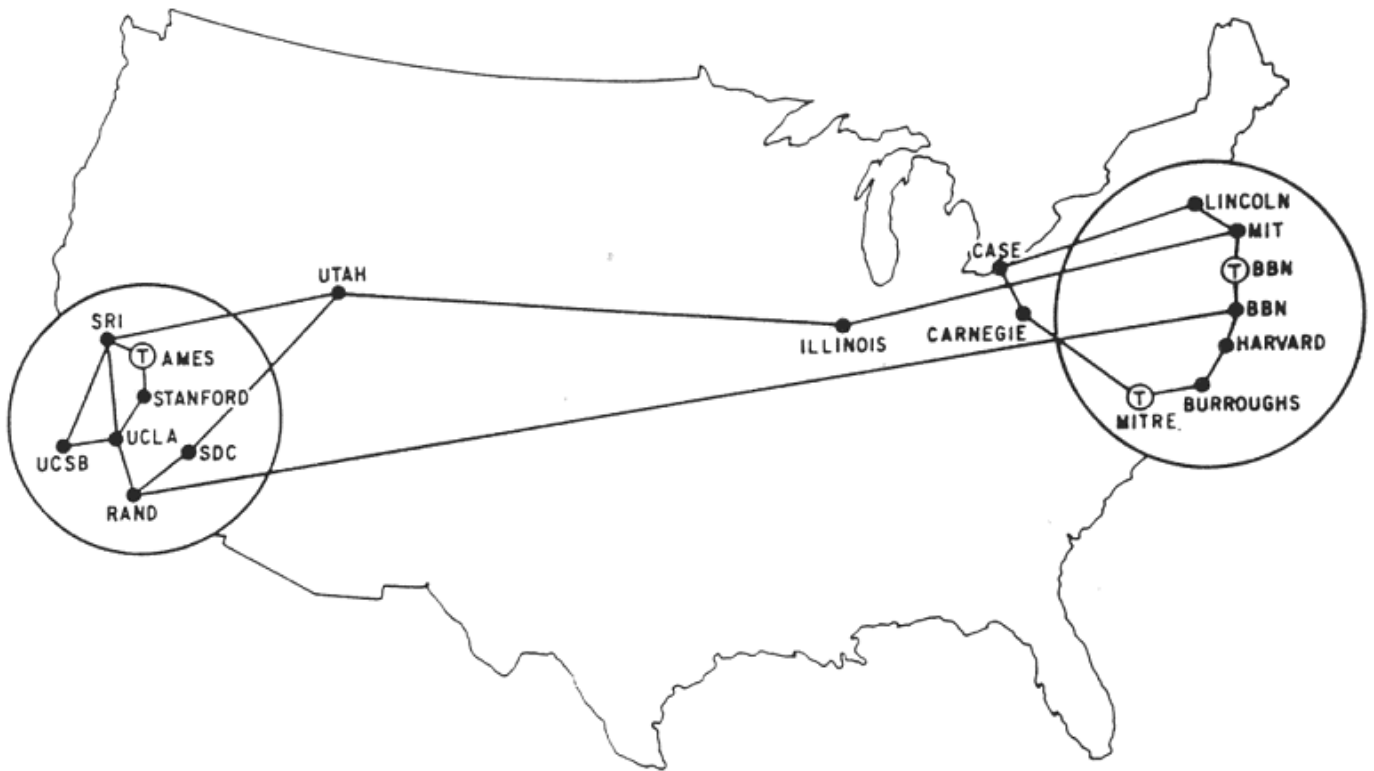 LINCOLN
MIT
CASE
T BBN
UTAH
BBN
SRI
CARNEGIE
ILLINOIS
HARVARD
T AMES
STANFORD
T
BURROUGHS
MITRE
UCLA
SDC
UCSB
RAND